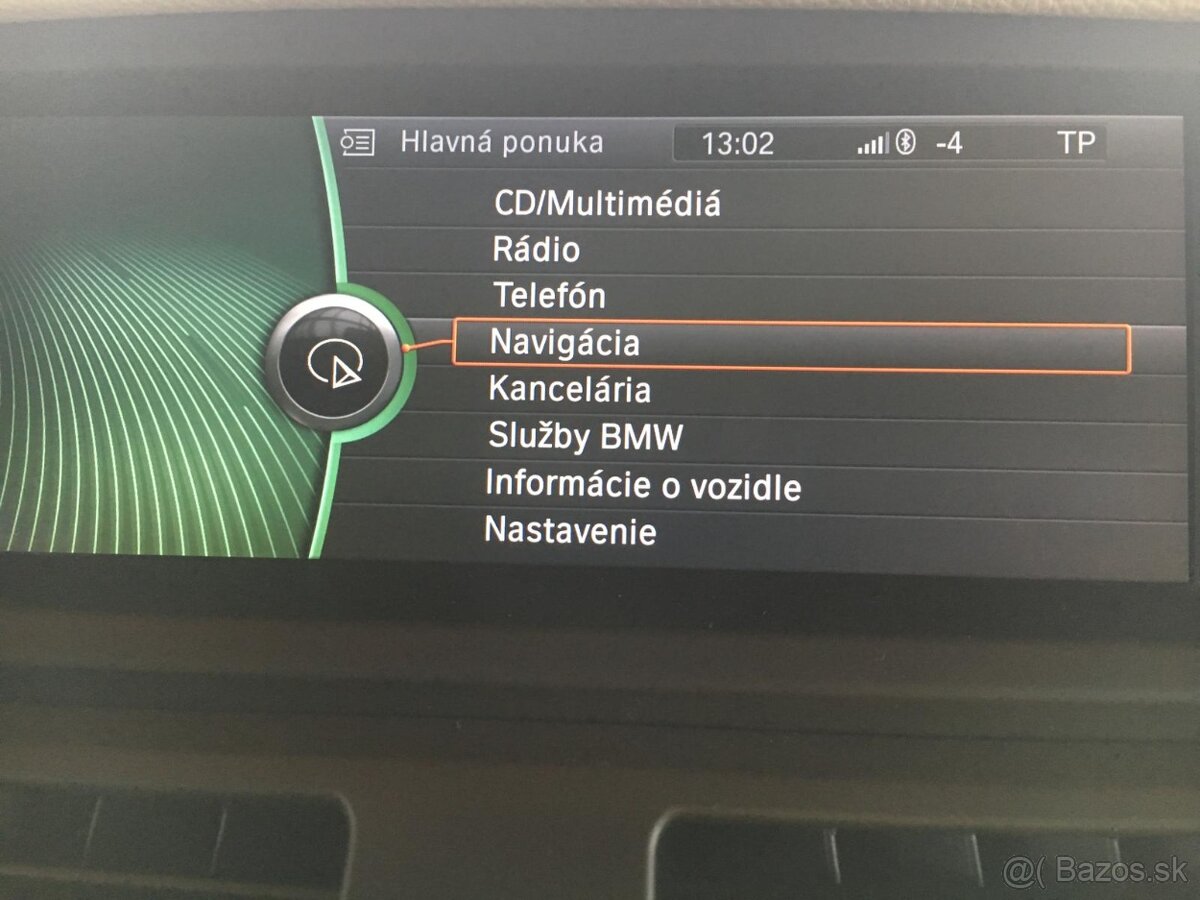 Hlavná ponuka 13:02 -4 TP
CD/Multimédiá
Rádio
Telefón
Navigácia
Kancelária
Služby BMW
Informácie o vozidle
Nastavenie
@( Bazos.sk